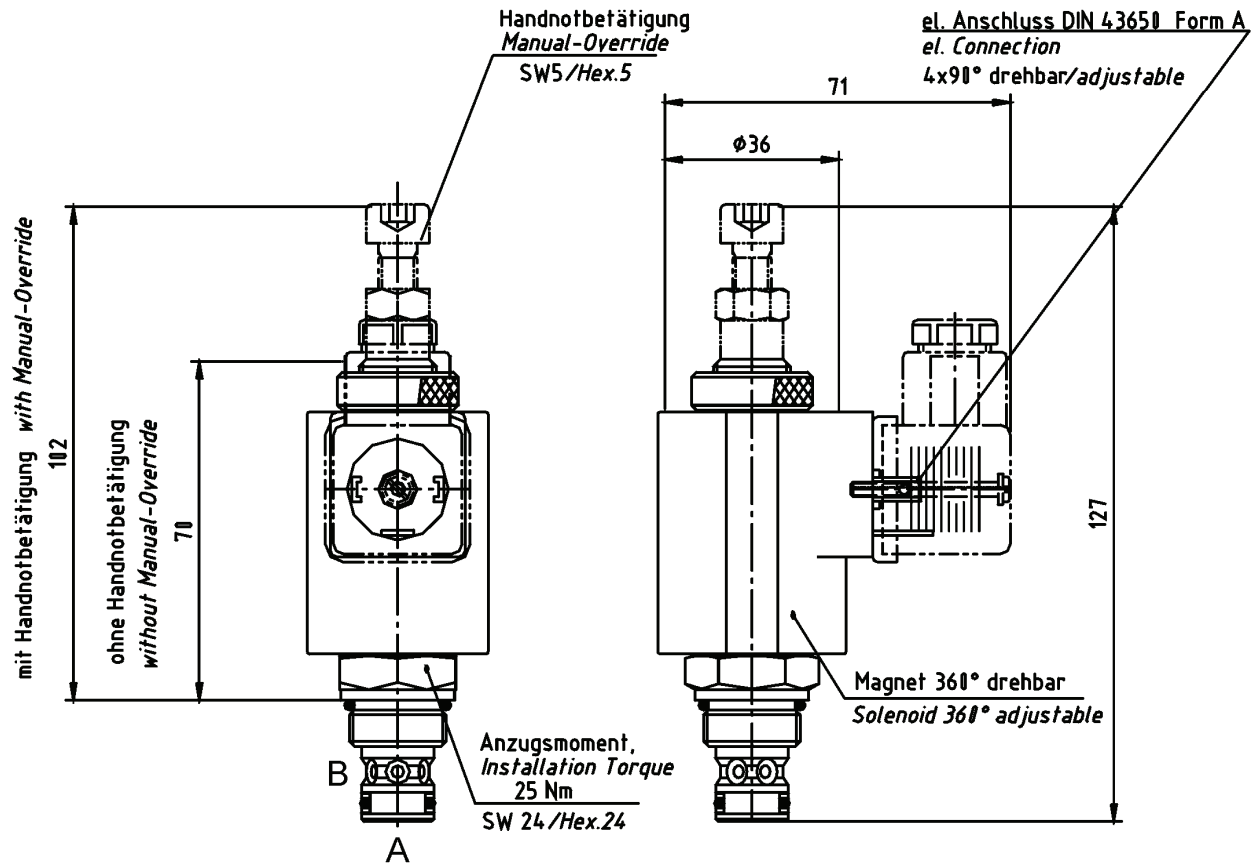 Handnotbetätigung
Manual-Override
SW5/Hex.5
el. Anschluss DIN 43650 Form A
el. Connection
4x90° drehbar/adjustable
71
ø36
mit Handnotbetätigung with Manual-Override
102
ohne Handnotbetätigung
without Manual-Override
70
127
Magnet 360° drehbar
Solenoid 360° adjustable
Anzugsmoment,
Installation Torque
25 Nm
SW 24/Hex.24
B
A